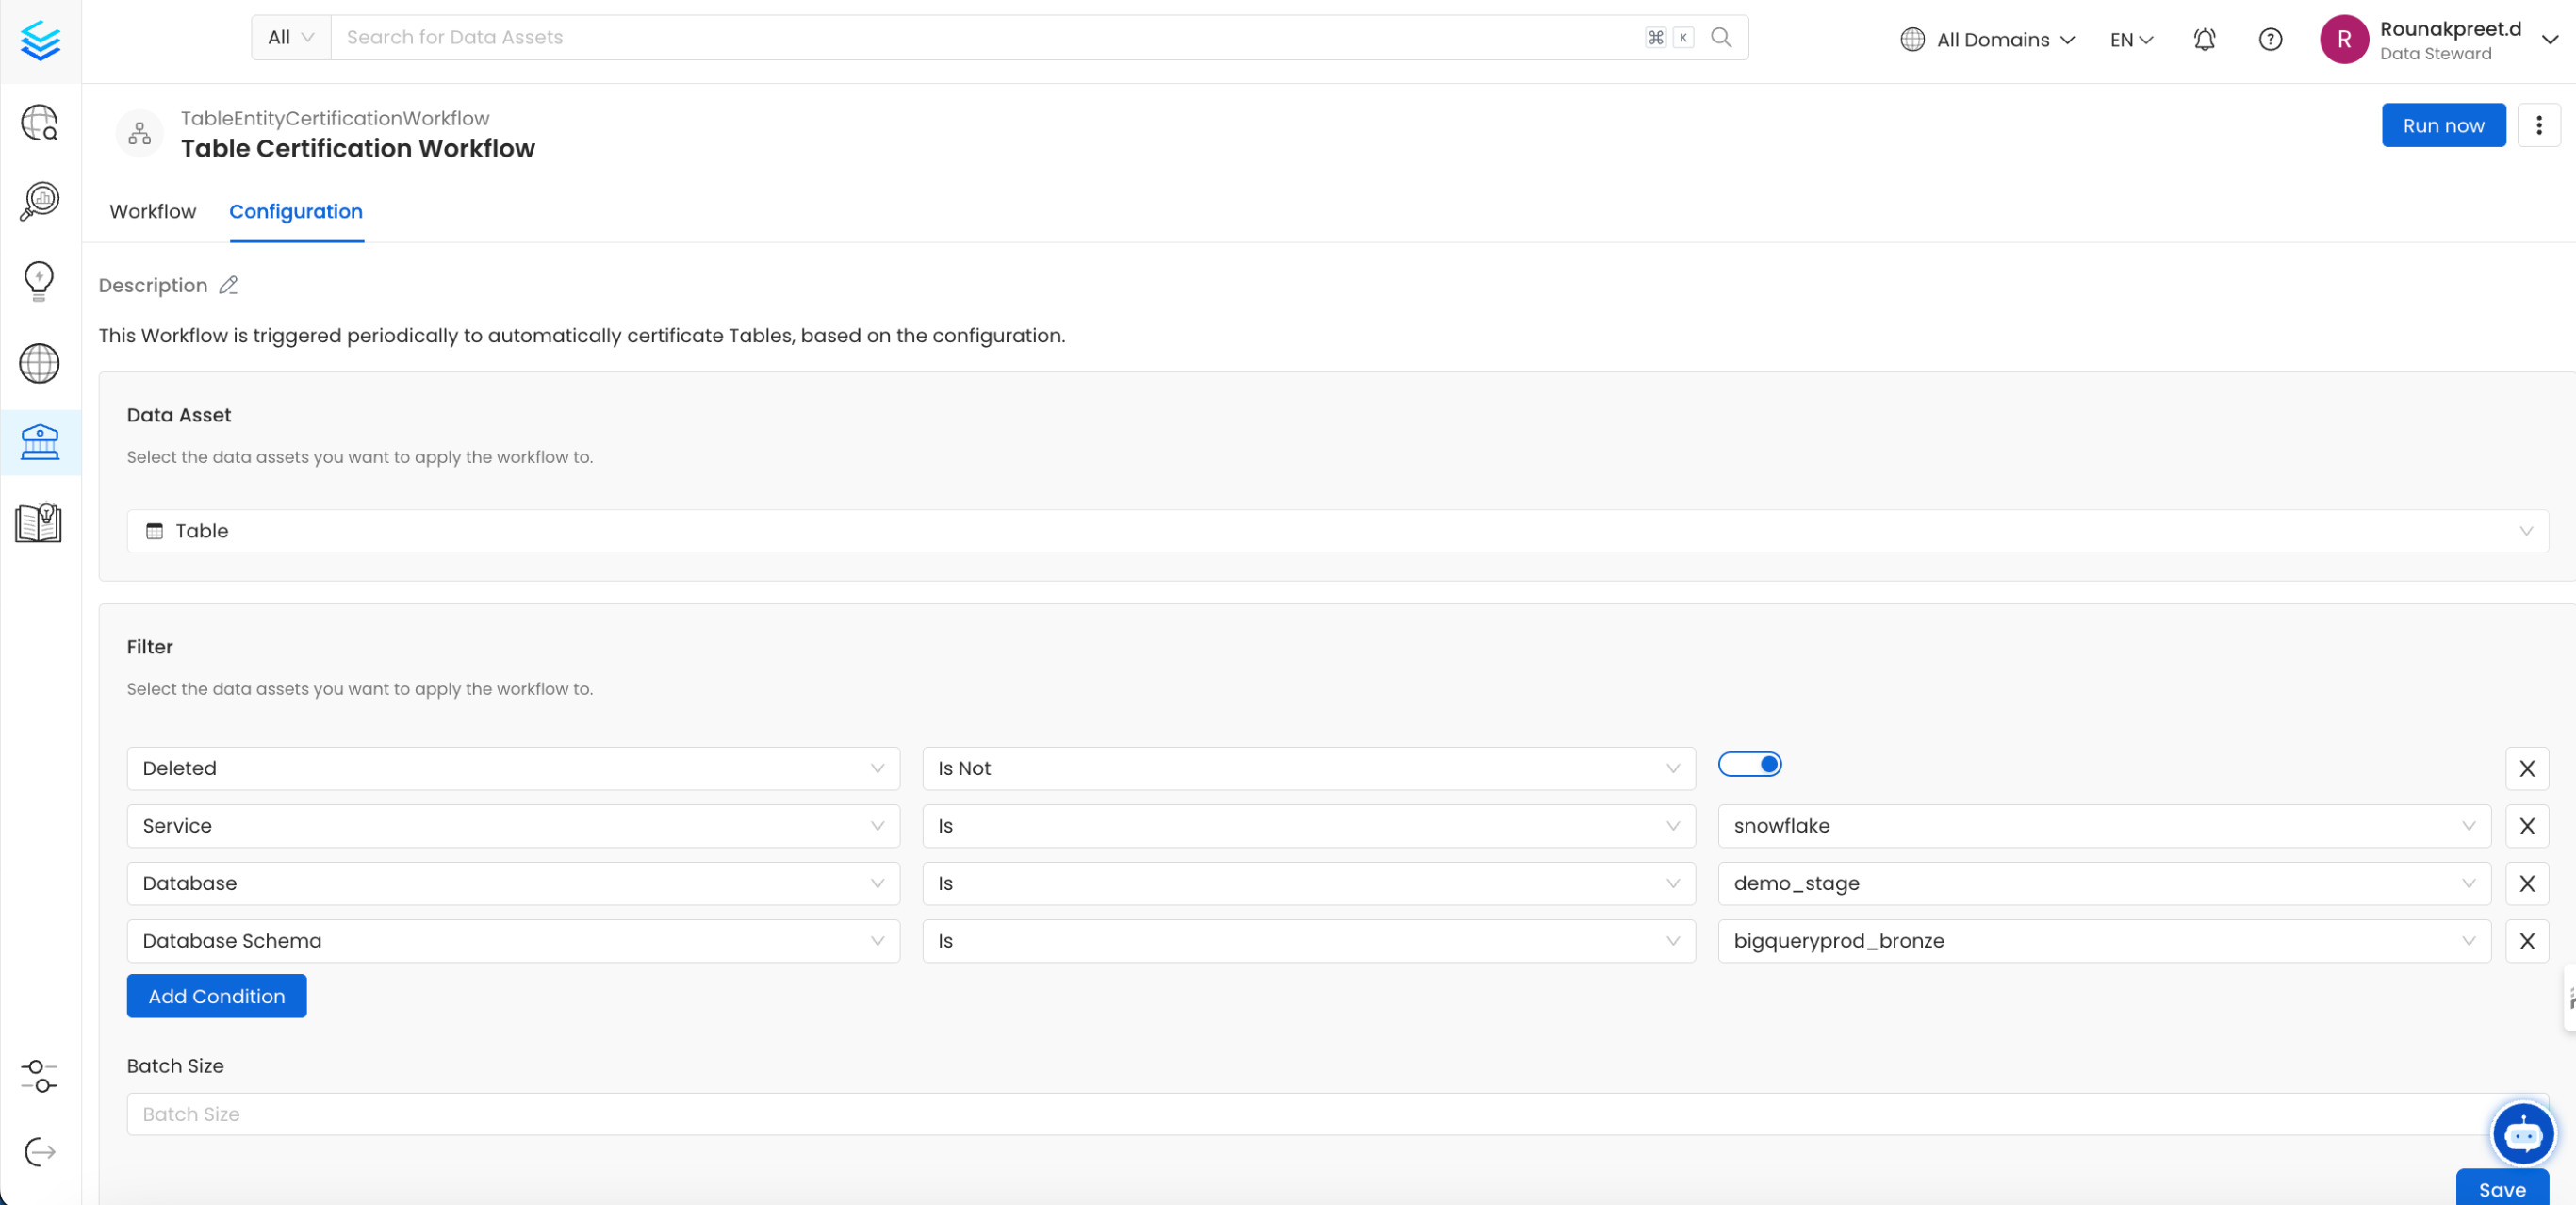 All
Search for Data Assets
⌘ K
All Domains
EN
R
Rounakpreet.d
Data Steward
TableEntityCertificationWorkflow
Table Certification Workflow
Run now
Workflow
Configuration
Description
This Workflow is triggered periodically to automatically certificate Tables, based on the configuration.
Data Asset
Select the data assets you want to apply the workflow to.
Table
Filter
Select the data assets you want to apply the workflow to.
Deleted Is Not
Service Is snowflake
Database Is demo_stage
Database Schema Is bigqueryprod_bronze
Add Condition
Batch Size
Batch Size
Save